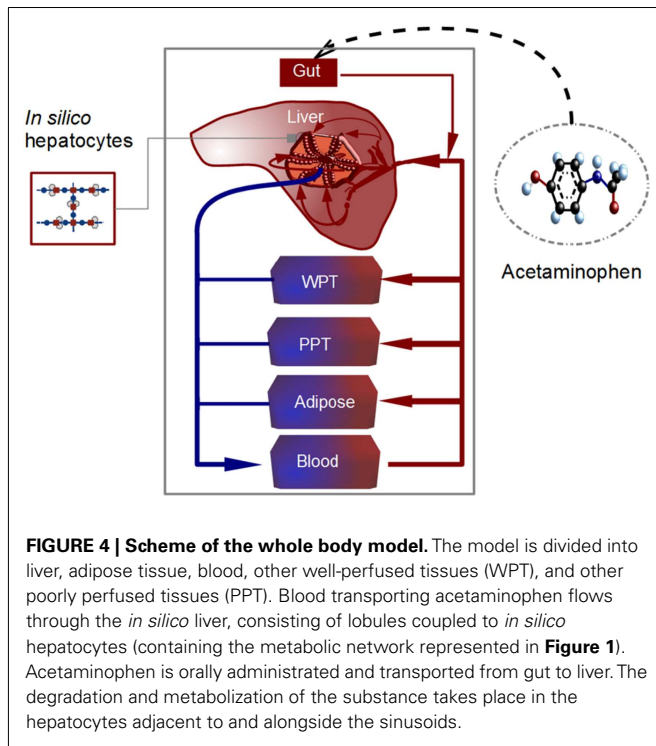 Gut
In silico
hepatocytes
Liver
Acetaminophen
WPT
PPT
Adipose
Blood
FIGURE 4 | Scheme of the whole body model. The model is divided into
liver, adipose tissue, blood, other well-perfused tissues (WPT), and other
poorly perfused tissues (PPT). Blood transporting acetaminophen flows
through the in silico liver, consisting of lobules coupled to in silico
hepatocytes (containing the metabolic network represented in Figure 1).
Acetaminophen is orally administrated and transported from gut to liver. The
degradation and metabolization of the substance takes place in the
hepatocytes adjacent to and alongside the sinusoids.